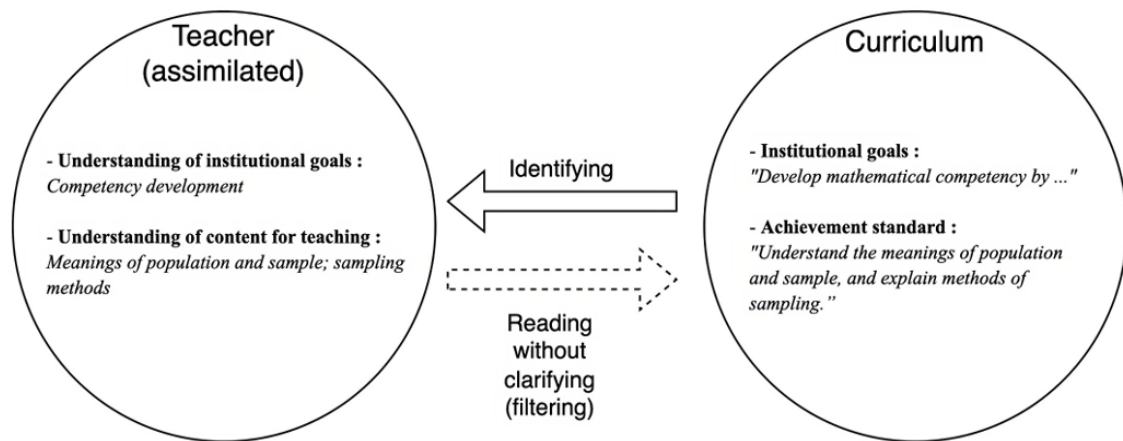 Teacher
(assimilated)
- Understanding of institutional goals :
Competency development
- Understanding of content for teaching :
Meanings of population and sample; sampling
methods
Identifying
Reading
without
clarifying
(filtering)
Curriculum
- Institutional goals :
"Develop mathematical competency by ..."
- Achievement standard :
"Understand the meanings of population
and sample, and explain methods of
sampling.”